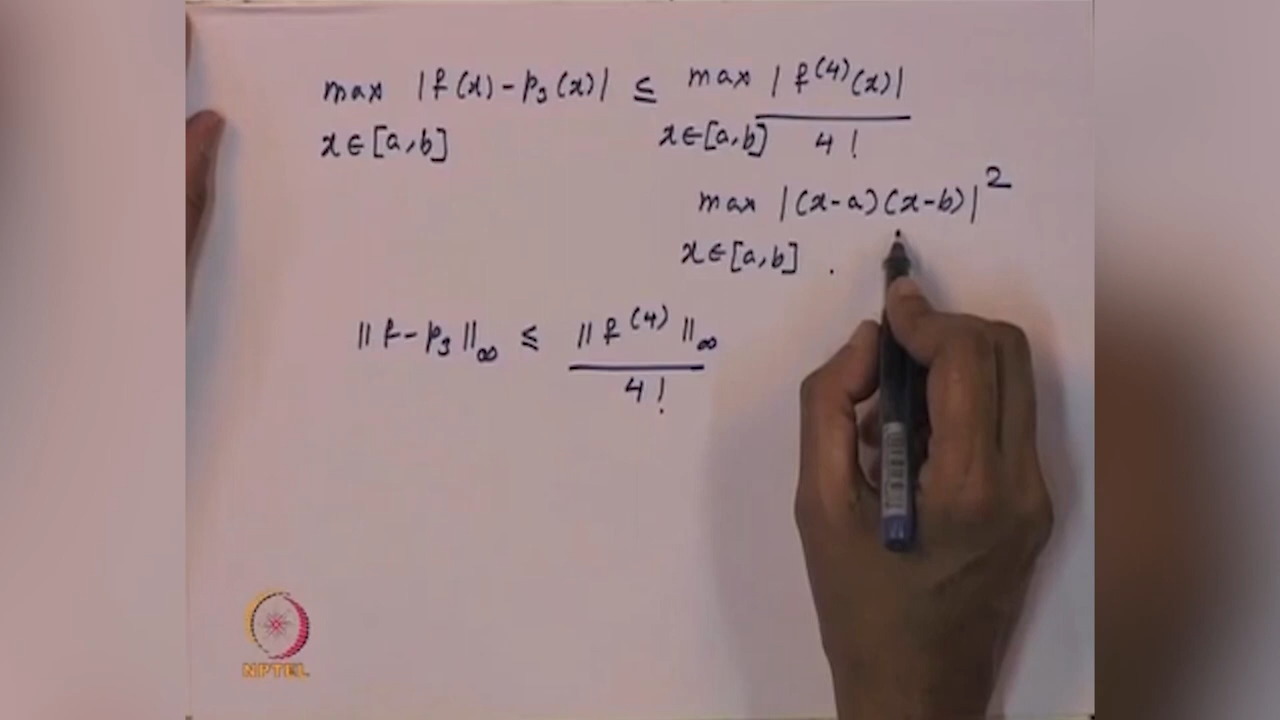 max |f(x) - p₃(x)| ≤ max |f⁽⁴⁾(x)|
x∈[a,b] x∈[a,b] 4!
max |(x-a)(x-b)|²
x∈[a,b] .
||f-p₃||∞ ≤ ||f⁽⁴⁾||∞
4!
NPTEL